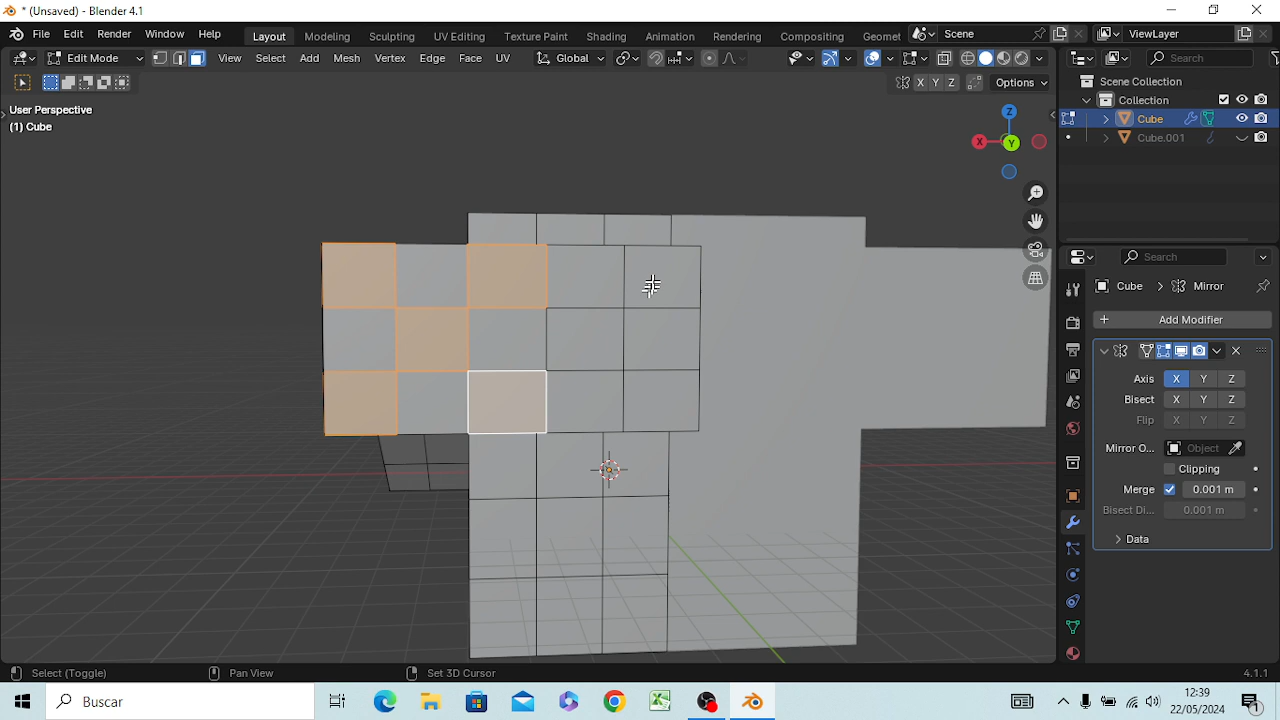 * (Unsaved) - Blender 4.1
File Edit Render Window Help
Layout Modeling Sculpting UV Editing Texture Paint Shading Animation Rendering Compositing Geomet
Scene
ViewLayer
Edit Mode
View Select Add Mesh Vertex Edge Face UV
Global
Search
X Y Z
Options
User Perspective
(1) Cube
Z
X
Y
Scene Collection
Collection
Cube
Cube.001
Search
Cube > Mirror
+ Add Modifier
Axis X Y Z
Bisect X Y Z
Flip X Y Z
Mirror O... Object
Clipping
Merge 0.001 m
Bisect Di... 0.001 m
Data
Select (Toggle)
Pan View
Set 3D Cursor
4.1.1
Buscar
12:39
22/05/2024
1